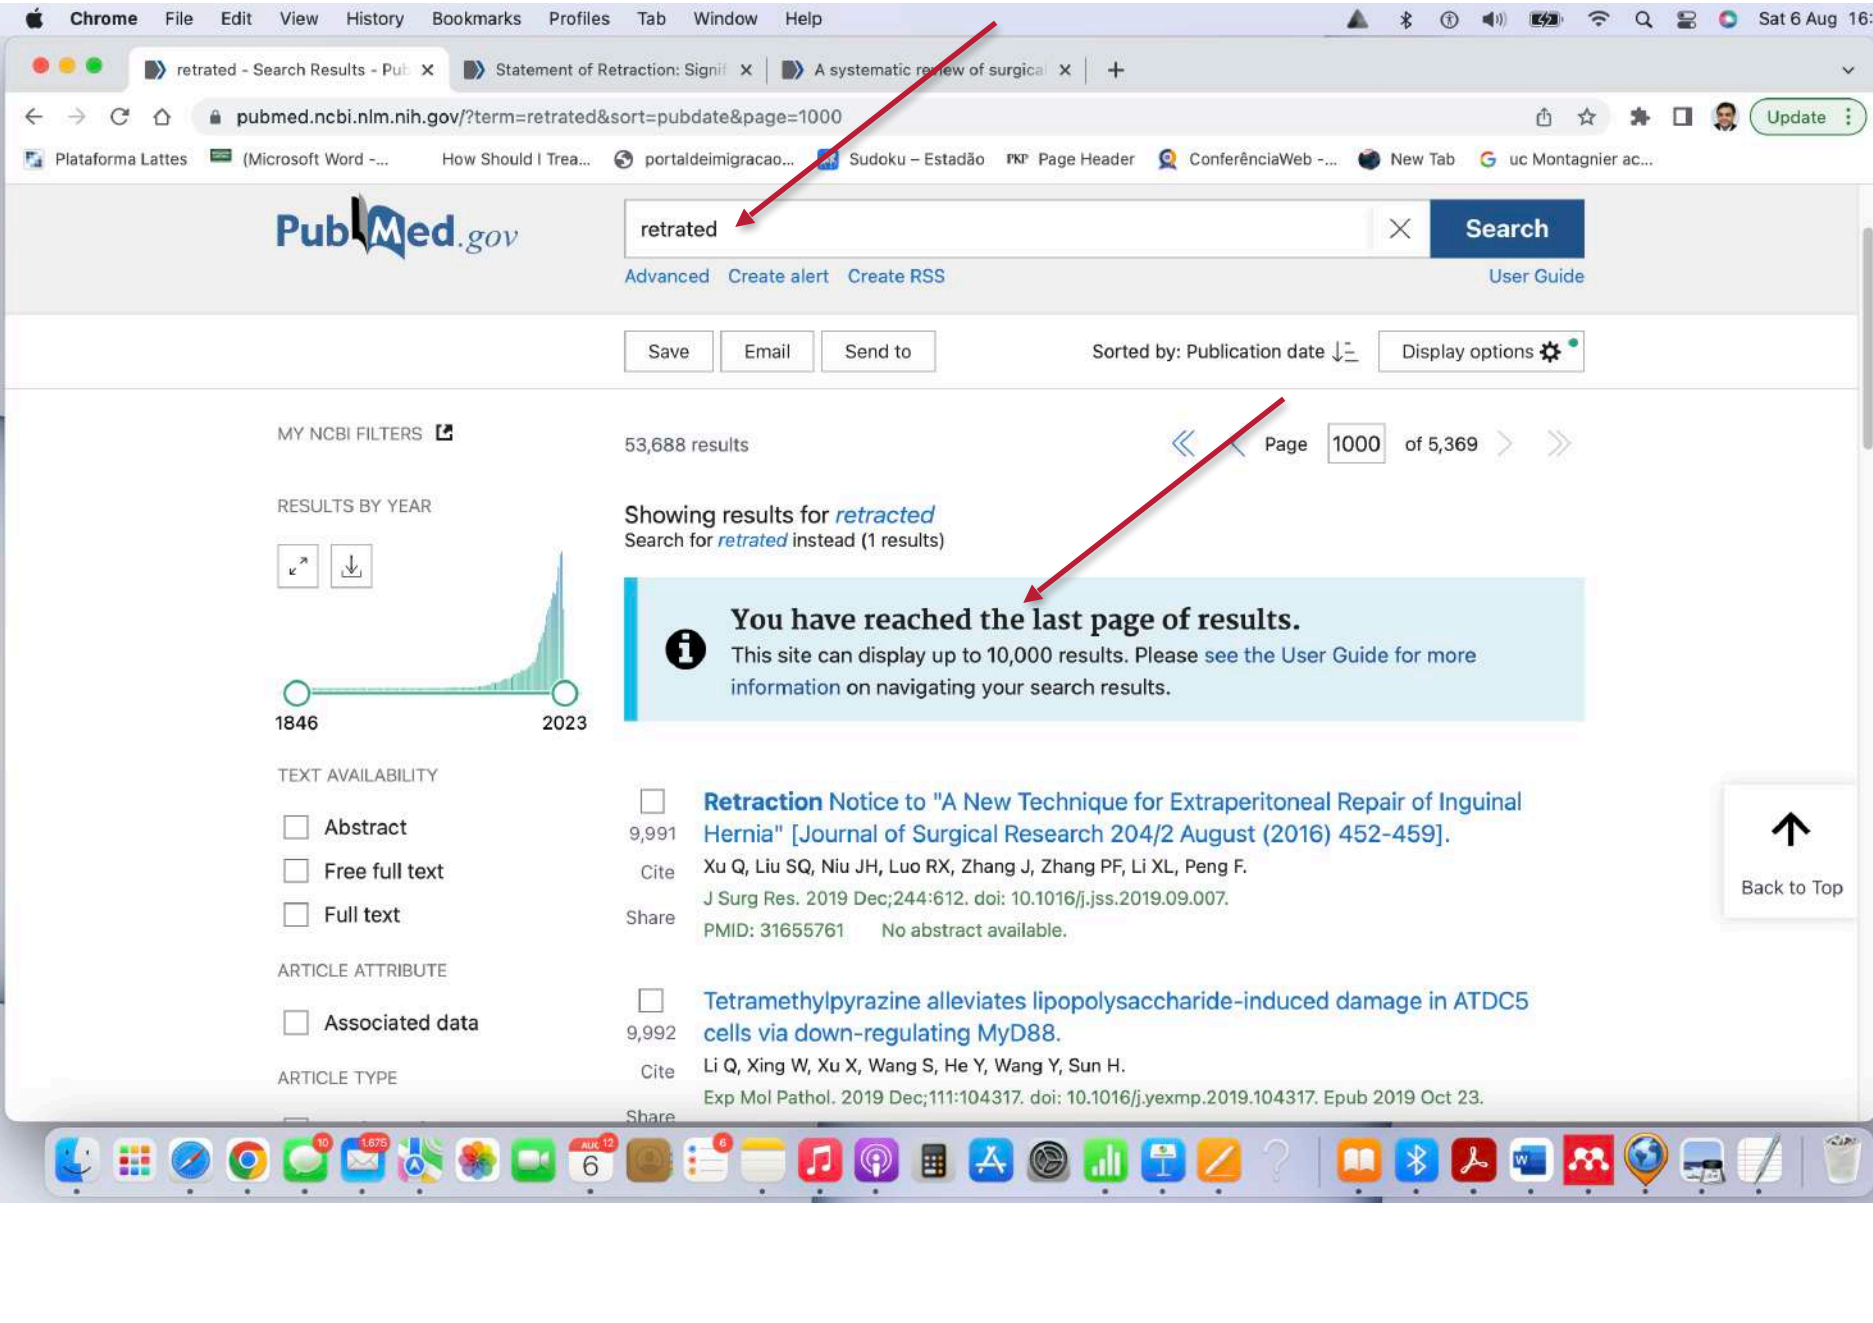 Chrome File Edit View History Bookmarks Profiles Tab Window Help Sat 6 Aug 16:
retrated - Search Results - Pub Statement of Retraction: Signif A systematic review of surgical
pubmed.ncbi.nlm.nih.gov/?term=retrated&sort=pubdate&page=1000 Update
Plataforma Lattes (Microsoft Word -... How Should I Trea... portaldeimigracao... Sudoku – Estadão PKP Page Header ConferênciaWeb -... New Tab G uc Montagnier ac...
PubMed.gov
retrated
Search
Advanced Create alert Create RSS User Guide
Save Email Send to Sorted by: Publication date Display options
MY NCBI FILTERS
53,688 results Page 1000 of 5,369
RESULTS BY YEAR
1846 2023
Showing results for retracted
Search for retrated instead (1 results)
You have reached the last page of results.
This site can display up to 10,000 results. Please see the User Guide for more
information on navigating your search results.
TEXT AVAILABILITY
Abstract
Free full text
Full text
ARTICLE ATTRIBUTE
Associated data
ARTICLE TYPE
9,991
Cite
Share
Retraction Notice to "A New Technique for Extraperitoneal Repair of Inguinal
Hernia" [Journal of Surgical Research 204/2 August (2016) 452-459].
Xu Q, Liu SQ, Niu JH, Luo RX, Zhang J, Zhang PF, Li XL, Peng F.
J Surg Res. 2019 Dec;244:612. doi: 10.1016/j.jss.2019.09.007.
PMID: 31655761 No abstract available.
9,992
Cite
Share
Tetramethylpyrazine alleviates lipopolysaccharide-induced damage in ATDC5
cells via down-regulating MyD88.
Li Q, Xing W, Xu X, Wang S, He Y, Wang Y, Sun H.
Exp Mol Pathol. 2019 Dec;111:104317. doi: 10.1016/j.yexmp.2019.104317. Epub 2019 Oct 23.
Back to Top
10 1.675 AUG 12 6 6
W